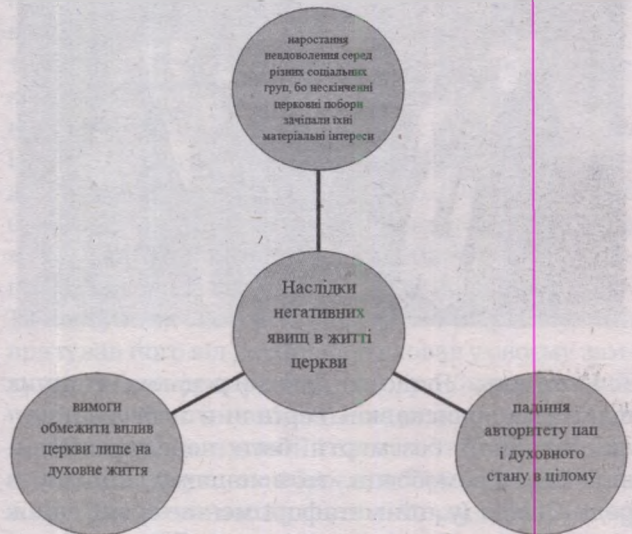 наростання
невдоволення серед
різних соціальних
груп, бо нескінченні
церковні побори
зачіпали їхні
матеріальні інтереси
Наслідки
негативних
явищ в житті
церкви
вимоги
обмежити вплив
церкви лише на
духовне життя
падіння
авторитету пап
і духовного
стану в цілому